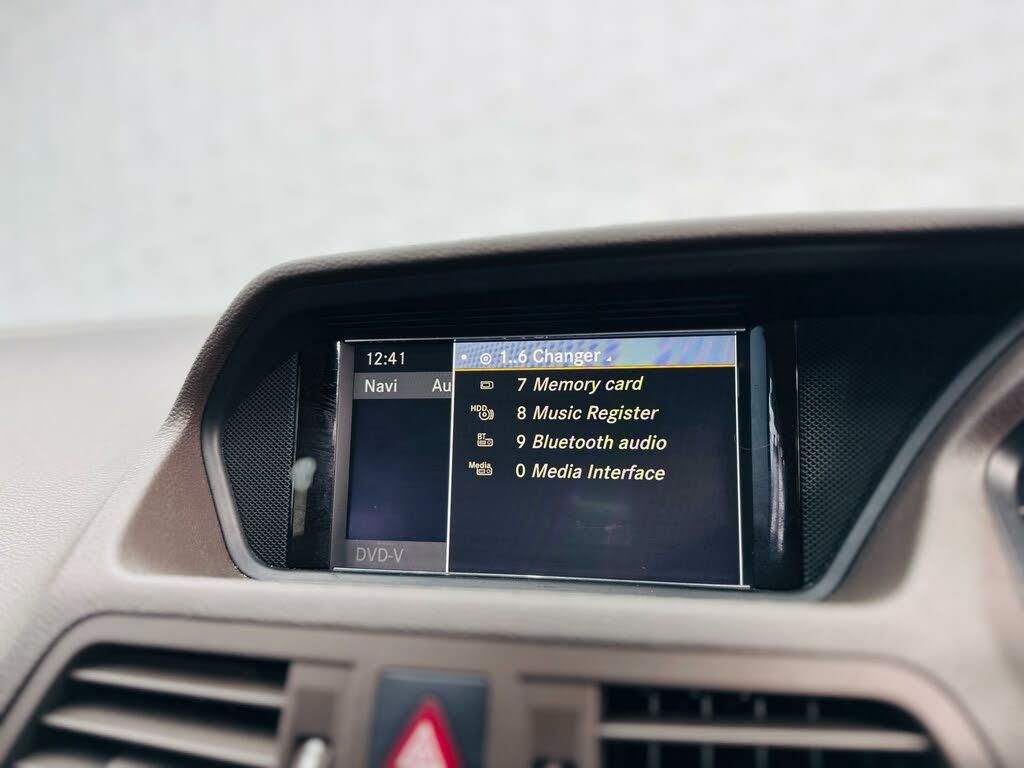 12:41
Navi Au
1..6 Changer
7 Memory card
HDD 8 Music Register
BT 9 Bluetooth audio
Media 0 Media Interface
DVD-V